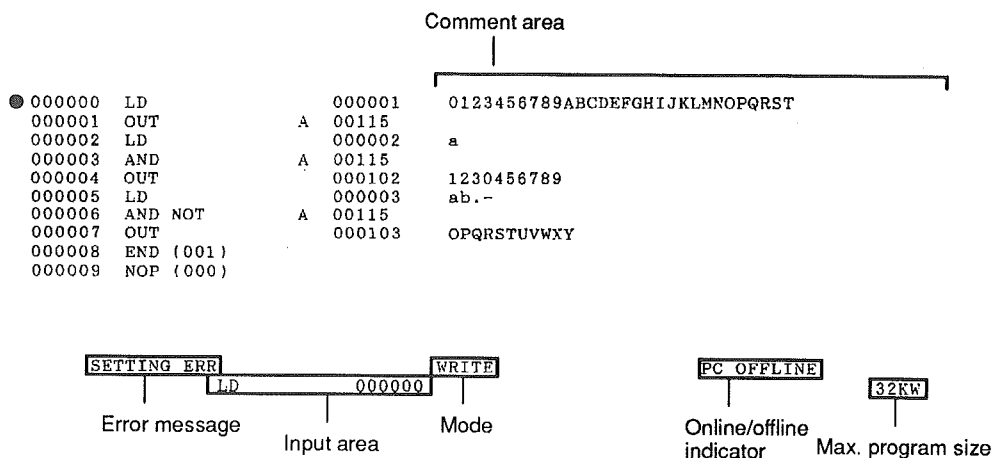 Comment area
000000 LD 000001 0123456789ABCDEFGHIJKLMNOPQRST
000001 OUT A 00115
000002 LD 000002 a
000003 AND A 00115
000004 OUT 000102 1230456789
000005 LD 000003 ab.-
000006 AND NOT A 00115
000007 OUT 000103 OPQRSTUVWXY
000008 END (001)
000009 NOP (000)
SETTING ERR WRITE PC OFFLINE
LD 000000 32KW
Error message Input area Mode Online/offline indicator Max. program size